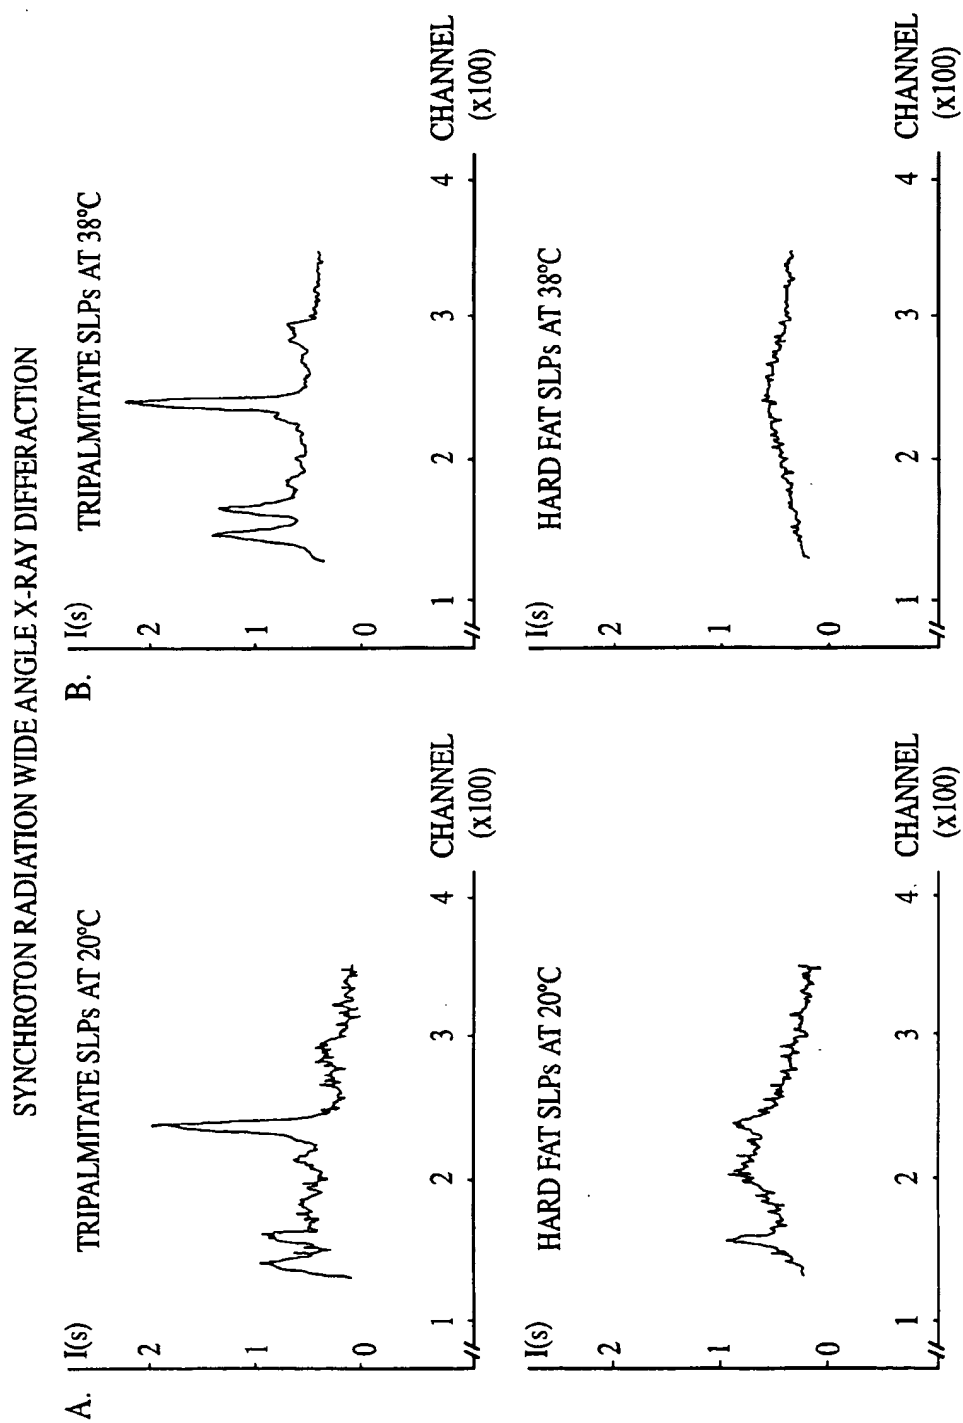 SYNCHROTON RADIATION WIDE ANGLE X-RAY DIFFERACTION
A.
I(s)
TRIPALMITATE SLPs AT 20°C
2
1
0
1
2
3
4
CHANNEL
(x100)
I(s)
HARD FAT SLPs AT 20°C
2
1
0
1
2
3
4
CHANNEL
(x100)
B.
I(s)
TRIPALMITATE SLPs AT 38°C
2
1
0
1
2
3
4
CHANNEL
(x100)
I(s)
HARD FAT SLPs AT 38°C
2
1
0
1
2
3
4
CHANNEL
(x100)